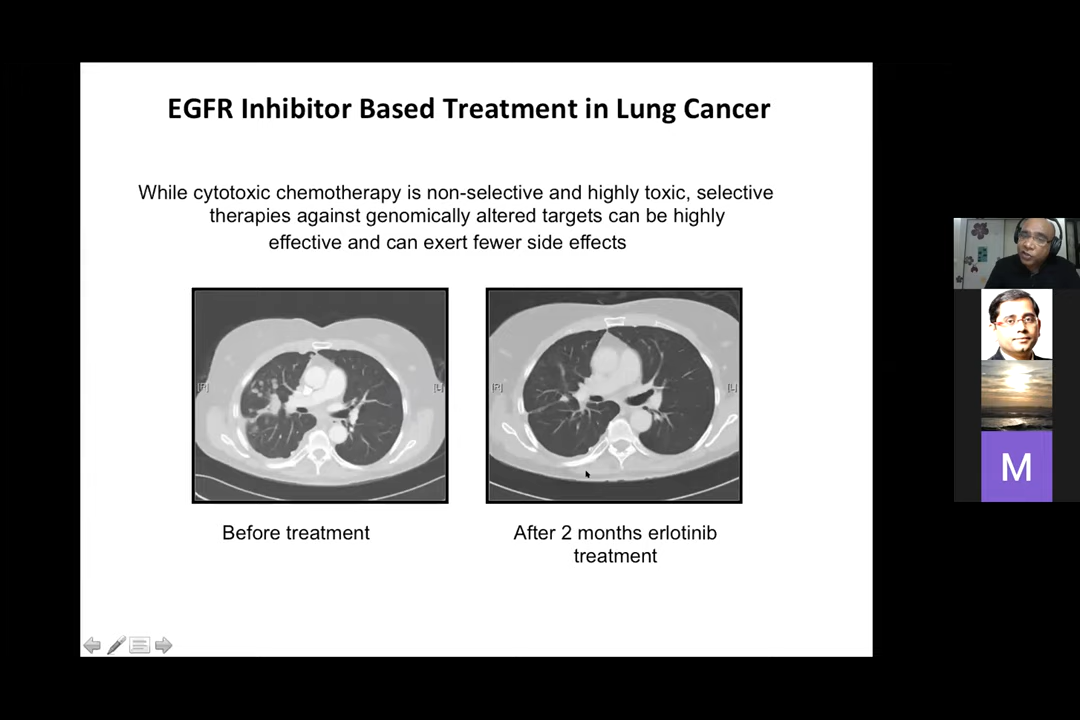 EGFR Inhibitor Based Treatment in Lung Cancer
While cytotoxic chemotherapy is non-selective and highly toxic, selective
therapies against genomically altered targets can be highly
effective and can exert fewer side effects
[R]
[L]
[R]
[L]
Before treatment
After 2 months erlotinib
treatment
M